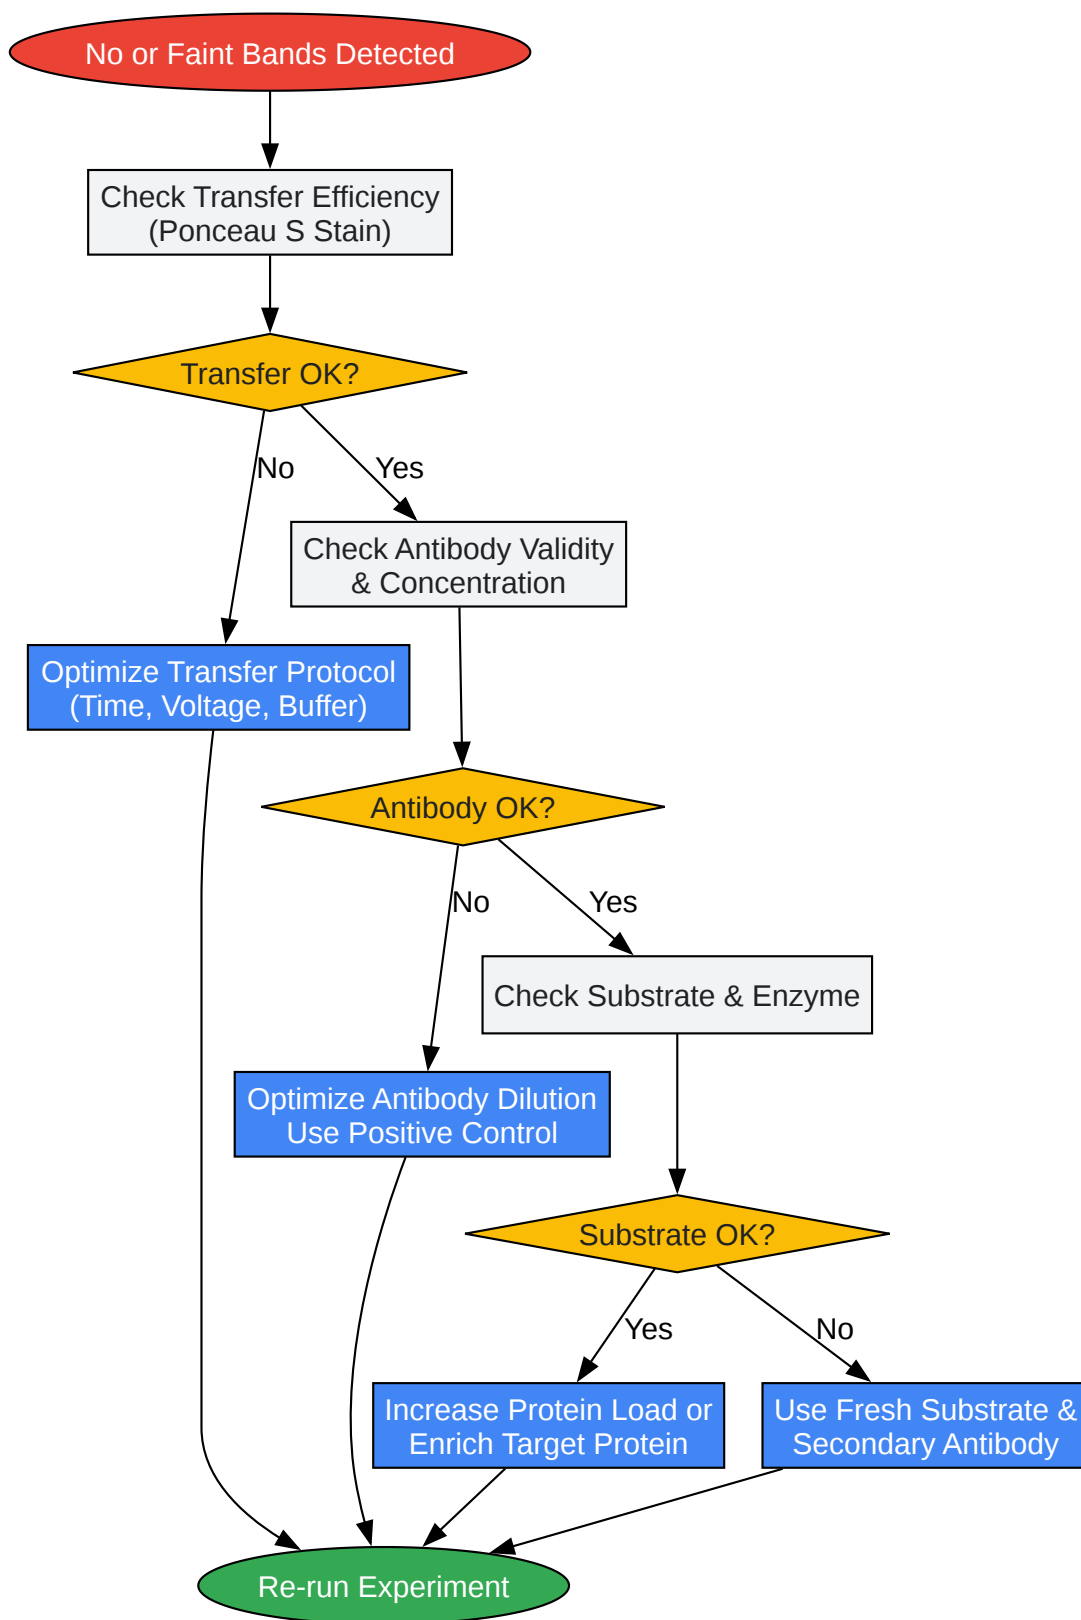 No or Faint Bands Detected
Check Transfer Efficiency
(Ponceau S Stain)
Transfer OK?
No
Yes
Check Antibody Validity
& Concentration
Optimize Transfer Protocol
(Time, Voltage, Buffer)
Antibody OK?
No
Yes
Check Substrate & Enzyme
Optimize Antibody Dilution
Use Positive Control
Substrate OK?
Yes
No
Increase Protein Load or
Enrich Target Protein
Use Fresh Substrate &
Secondary Antibody
Re-run Experiment